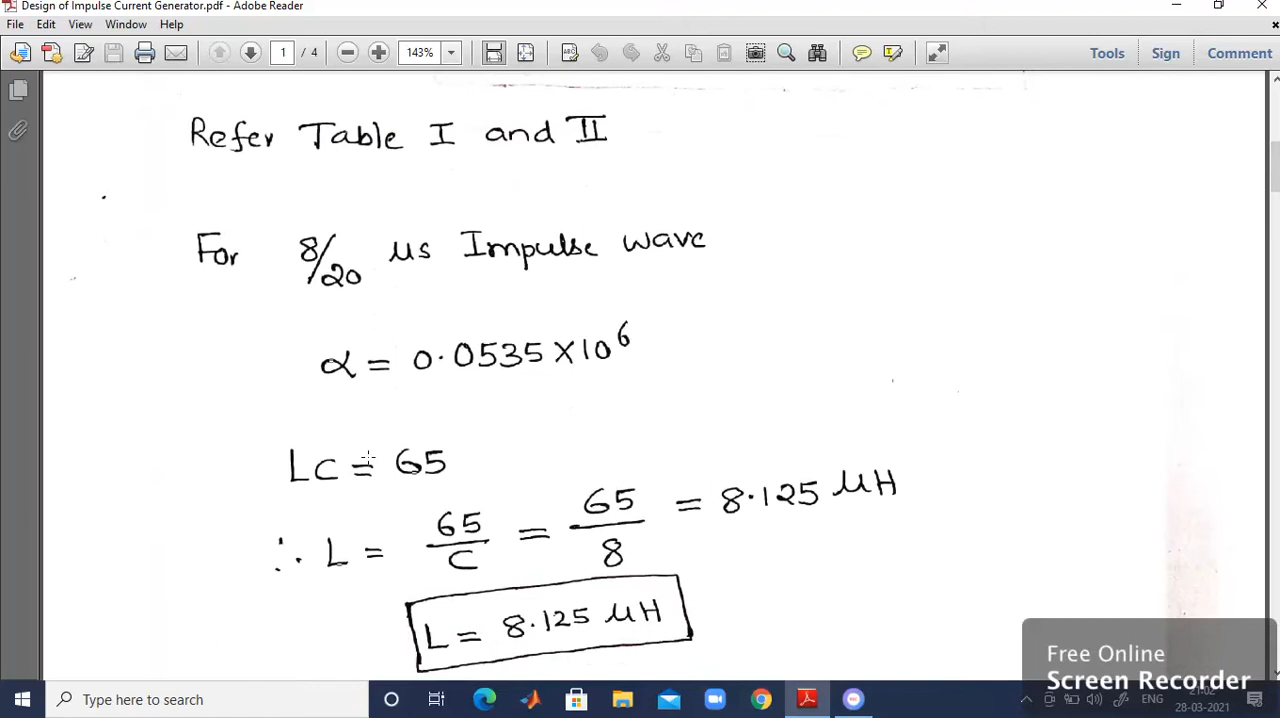 Design of Impulse Current Generator.pdf - Adobe Reader
File Edit View Window Help
1 / 4 143% Tools Sign Comment
Refer Table I and II
For 8/20 μs Impulse wave
α = 0.0535 X 10⁶
LC = 65
∴ L = 65/C = 65/8 = 8.125 μH
L = 8.125 μH
Free Online
Screen Recorder
Type here to search
ENG 21:02
28-03-2021